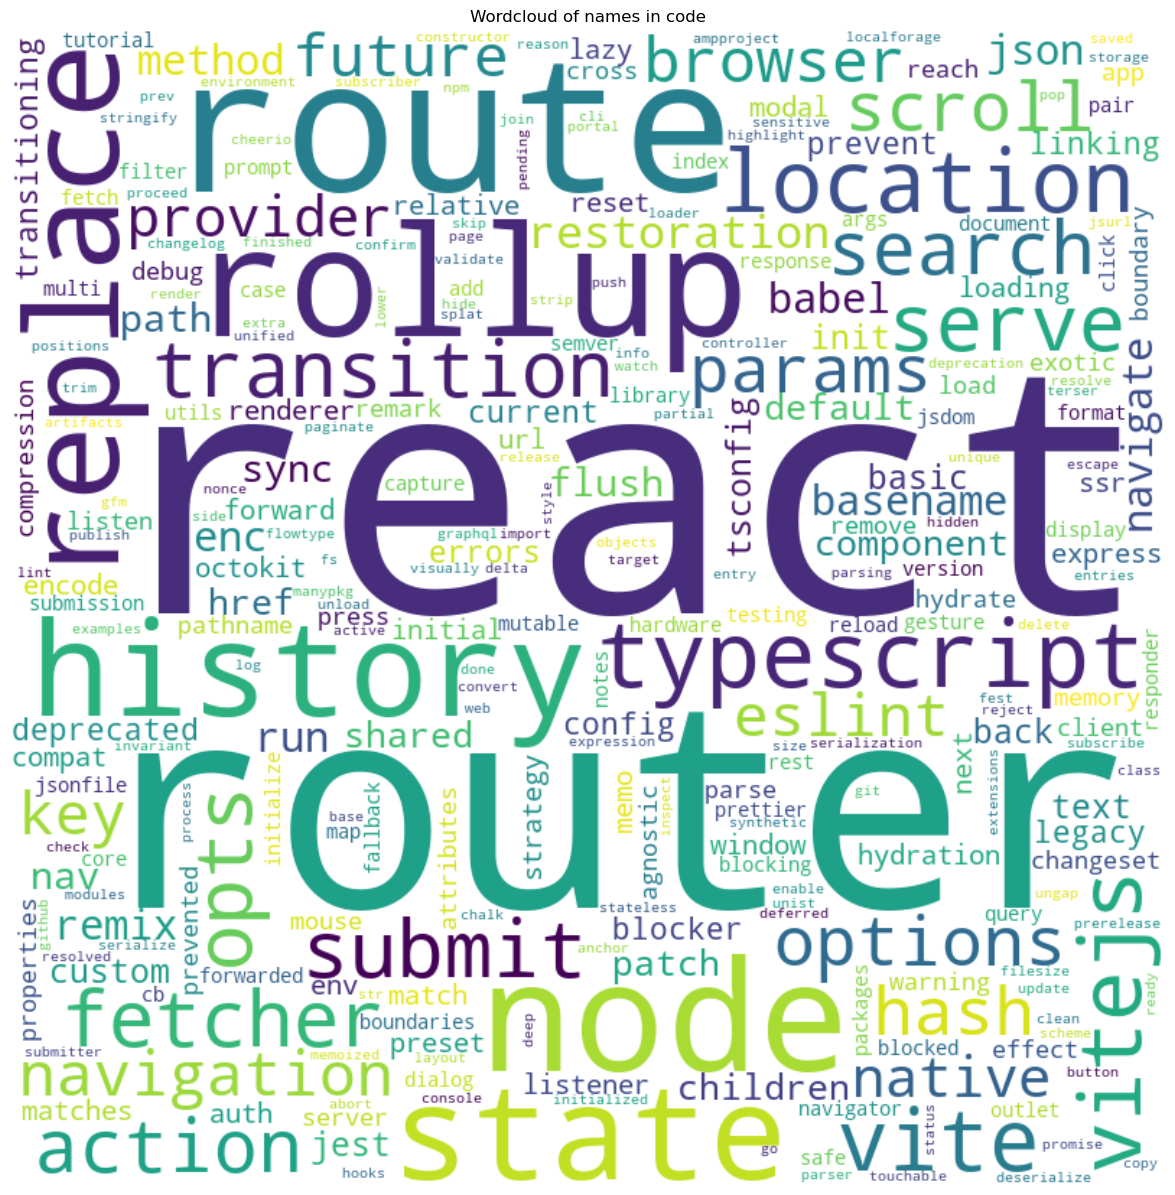 Wordcloud of names in code
transitioning
tutorial
method
future
constructor
reason
lazy
cross
browser
ampproject
localforage
reach
json
saved
storage
app
replace
prev
stringify
environment
subscriber
npm
route
cli
join
portal
pending
modal
sensitive
highlight
scroll
pop
pair
prevent
linking
cheerio
filter
prompt
index
location
fetch
proceed
provider
relative
reset
loader
args
document
jsurl
click
boundary
changelog
finished
confirm
skip
page
validate
restoration
response
search
multi
debug
render
case
extra
unified
lower
rollup
add
hide
splat
strip
push
babel
loading
path
init
serve
positions
transition
semver
info
watch
controller
params
deprecation
exotic
resolve
terser
trim
utils
renderer
remark
current
library
partial
default
load
jsdom
format
navigate
compression
artifacts
paginate
url
release
tsconfig
unique
escape
ssr
react
gfm
nonce
sync
capture
flush
style
basic
basename
listen
publish
side
forward
enc
flowtype
graphql
import
objects
remove
hidden
component
display
express
lint
encode
octokit
fs
errors
visually
delta
target
entry
parsing
version
entries
submission
href
manypkg
unload
press
active
hydrate
examples
pathname
initial
mutable
hardware
testing
reload
gesture
delete
history
log
done
convert
web
notes
typescript
responder
deprecated
compat
invariant
run
shared
config
expression
eslint
size
serialization
rest
back
next
fest
reject
memory
client
subscribe
class
jsonfile
key
check
core
nav
modules
opts
process
initialize
router
base
map
fallback
attributes
strategy
memo
agnostic
inspect
parse
prettier
synthetic
window
blocking
git
hydration
extensions
text
legacy
changeset
enable
unist
deferred
ungap
query
prerelease
properties
github
remix
serialize
resolved
custom
prevented
mouse
chalk
stateless
anchor
blocker
submit
patch
options
vitejs
forwarded
env
cb
str
match
boundaries
preset
fetcher
deep
node
packages
warning
hash
filesize
update
clean
scheme
ready
submitter
memoized
layout
blocked
effect
button
navigation
dialog
console
listener
initialized
children
native
matches
auth
abort
server
state
navigator
status
outlet
promise
action
jest
hooks
go
safe
parser
vite
touchable
deserialize
copy